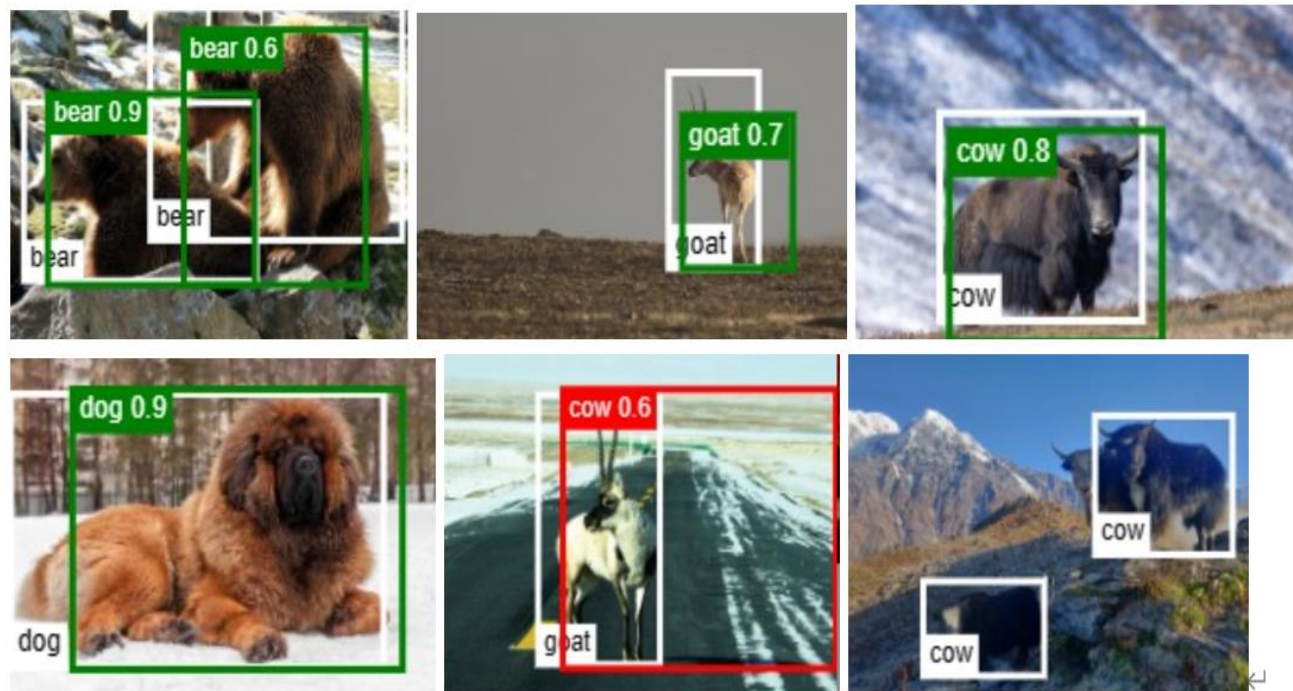 bear 0.6
bear 0.9
bear
bear
goat 0.7
goat
cow 0.8
cow
dog 0.9
dog
cow 0.6
goat
cow
cow